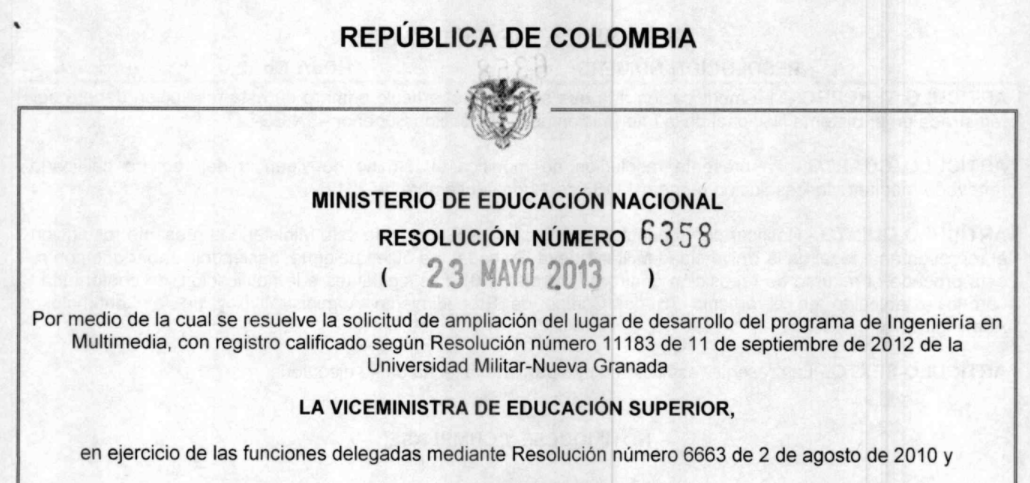 REPÚBLICA DE COLOMBIA
MINISTERIO DE EDUCACIÓN NACIONAL
RESOLUCIÓN NÚMERO 6358
( 23 MAYO 2013 )
Por medio de la cual se resuelve la solicitud de ampliación del lugar de desarrollo del programa de Ingeniería en
Multimedia, con registro calificado según Resolución número 11183 de 11 de septiembre de 2012 de la
Universidad Militar-Nueva Granada
LA VICEMINISTRA DE EDUCACIÓN SUPERIOR,
en ejercicio de las funciones delegadas mediante Resolución número 6663 de 2 de agosto de 2010 y